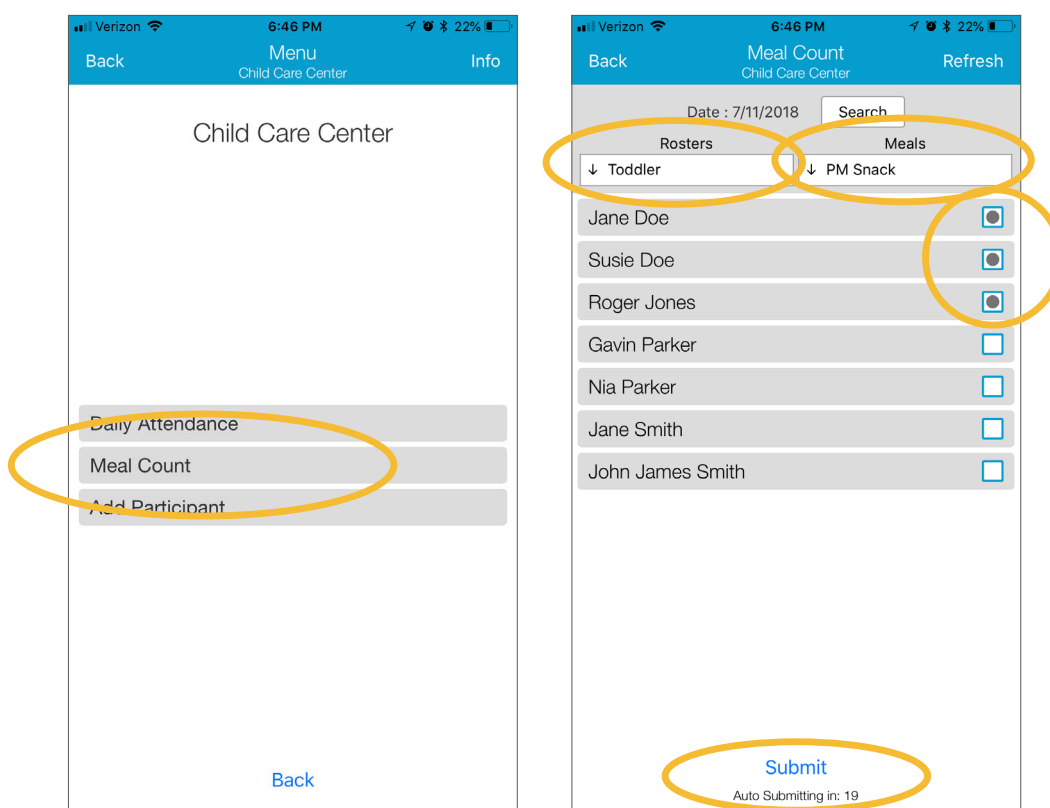 Verizon 6:46 PM 22%
Back Menu Info
Child Care Center
Child Care Center
Daily Attendance
Meal Count
Add Participant
Back
Verizon 6:46 PM 22%
Back Meal Count Refresh
Child Care Center
Date : 7/11/2018 Search
Rosters Meals
↓ Toddler ↓ PM Snack
Jane Doe
Susie Doe
Roger Jones
Gavin Parker
Nia Parker
Jane Smith
John James Smith
Submit
Auto Submitting in: 19